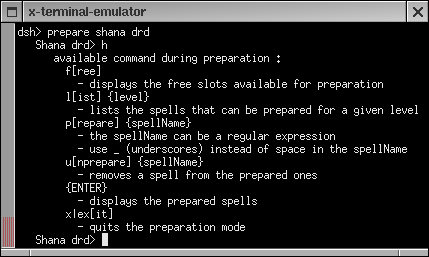 x-terminal-emulator
dsh> prepare shana drd
Shana drd> h
available command during preparation :
f[ree]
- displays the free slots available for preparation
l[ist] {level}
- lists the spells that can be prepared for a given level
p[repare] {spellName}
- the spellName can be a regular expression
- use _ (underscores) instead of space in the spellName
u[nprepare] {spellName}
- removes a spell from the prepared ones
{ENTER}
- displays the prepared spells
x|ex[it]
- quits the preparation mode
Shana drd>